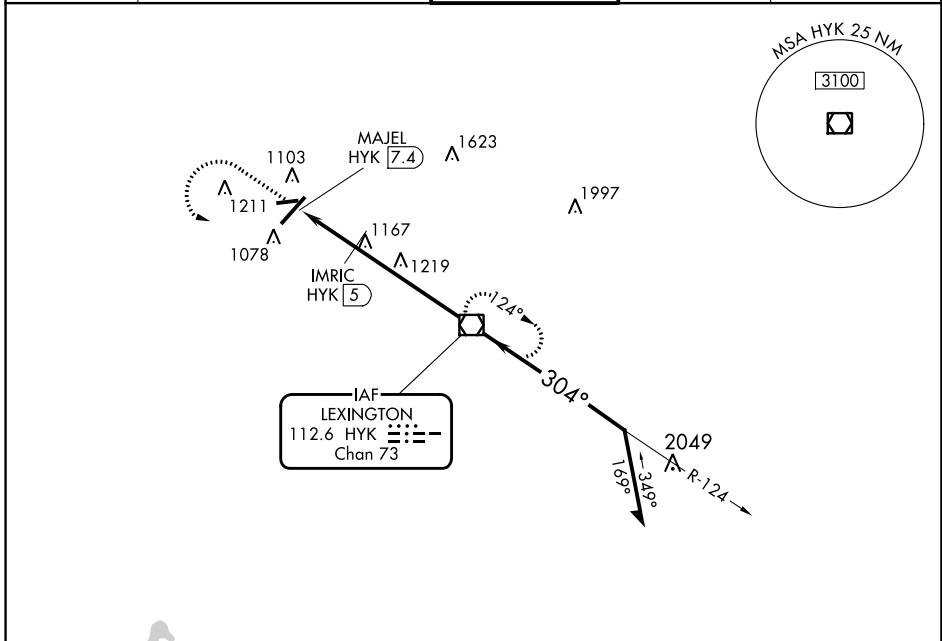 MSA HYK 25 NM
3100
MAJEL
HYK 7.4
1623
1103
1997
1211
1167
1078
1219
IMRIC
HYK 5
124°
304°
IAF
LEXINGTON
112.6 HYK
Chan 73
2049
169°
349°
R-124